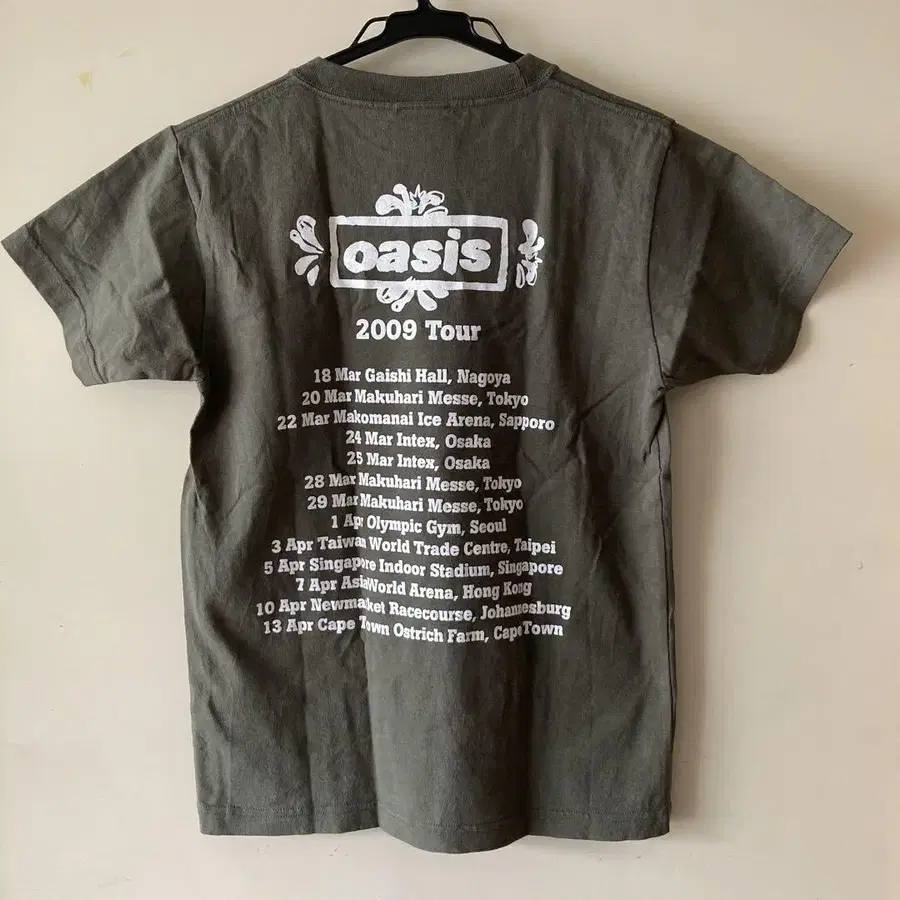 oasis
2009 Tour
18 Mar Gaishi Hall, Nagoya
20 Mar Makuhari Messe, Tokyo
22 Mar Makomanai Ice Arena, Sapporo
24 Mar Intex, Osaka
25 Mar Intex, Osaka
28 Mar Makuhari Messe, Tokyo
29 Mar Makuhari Messe, Tokyo
1 Apr Olympic Gym, Seoul
3 Apr Taiwan World Trade Centre, Taipei
5 Apr Singapore Indoor Stadium, Singapore
7 Apr AsiaWorld Arena, Hong Kong
10 Apr Newmarket Racecourse, Johannesburg
13 Apr Cape Town Ostrich Farm, Cape Town